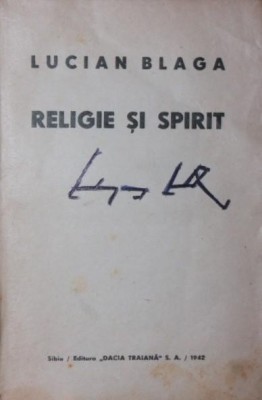 LUCIAN BLAGA
RELIGIE ȘI SPIRIT
Sibiu / Editura „DACIA TRAIANĂ" S. A. / 1942